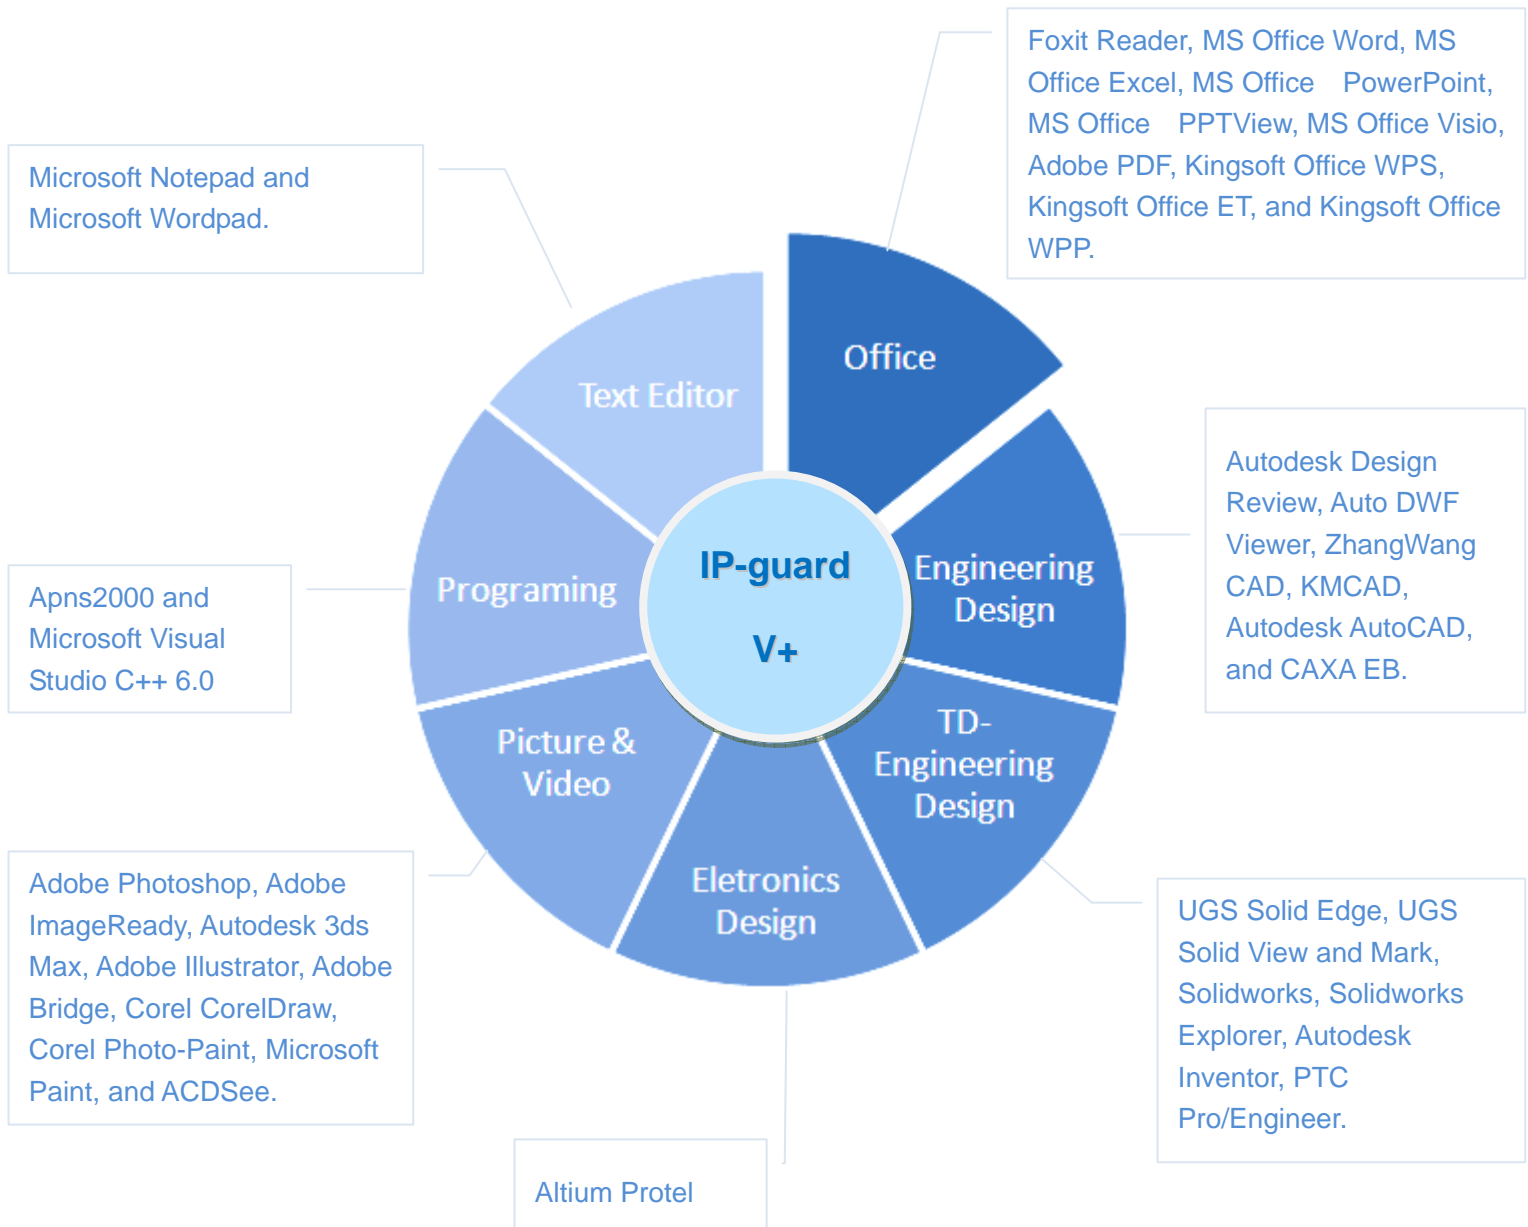 Foxit Reader, MS Office Word, MS
Office Excel, MS Office PowerPoint,
MS Office PPTView, MS Office Visio,
Adobe PDF, Kingsoft Office WPS,
Kingsoft Office ET, and Kingsoft Office
WPP.
Microsoft Notepad and
Microsoft Wordpad.
Office
Text Editor
Autodesk Design
Review, Auto DWF
Viewer, ZhangWang
CAD, KMCAD,
Autodesk AutoCAD,
and CAXA EB.
IP-guard
V+
Engineering
Design
Programing
Apns2000 and
Microsoft Visual
Studio C++ 6.0
TD-
Engineering
Design
Picture &
Video
Eletronics
Design
Adobe Photoshop, Adobe
ImageReady, Autodesk 3ds
Max, Adobe Illustrator, Adobe
Bridge, Corel CorelDraw,
Corel Photo-Paint, Microsoft
Paint, and ACDSee.
UGS Solid Edge, UGS
Solid View and Mark,
Solidworks, Solidworks
Explorer, Autodesk
Inventor, PTC
Pro/Engineer.
Altium Protel